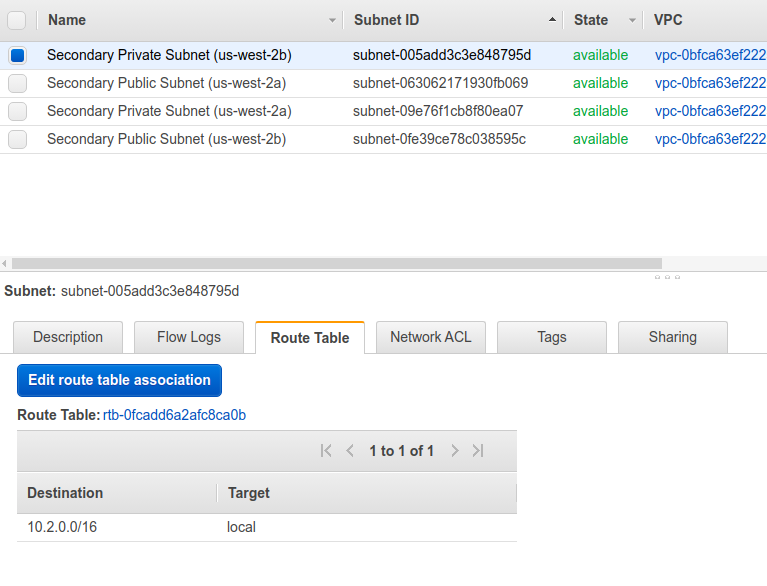 Name Subnet ID State VPC
Secondary Private Subnet (us-west-2b) subnet-005add3c3e848795d available vpc-0bfca63ef222
Secondary Public Subnet (us-west-2a) subnet-063062171930fb069 available vpc-0bfca63ef222
Secondary Private Subnet (us-west-2a) subnet-09e76f1cb8f80ea07 available vpc-0bfca63ef222
Secondary Public Subnet (us-west-2b) subnet-0fe39ce78c038595c available vpc-0bfca63ef222
Subnet: subnet-005add3c3e848795d
Description Flow Logs Route Table Network ACL Tags Sharing
Edit route table association
Route Table: rtb-0fcadd6a2afc8ca0b
1 to 1 of 1
Destination Target
10.2.0.0/16 local